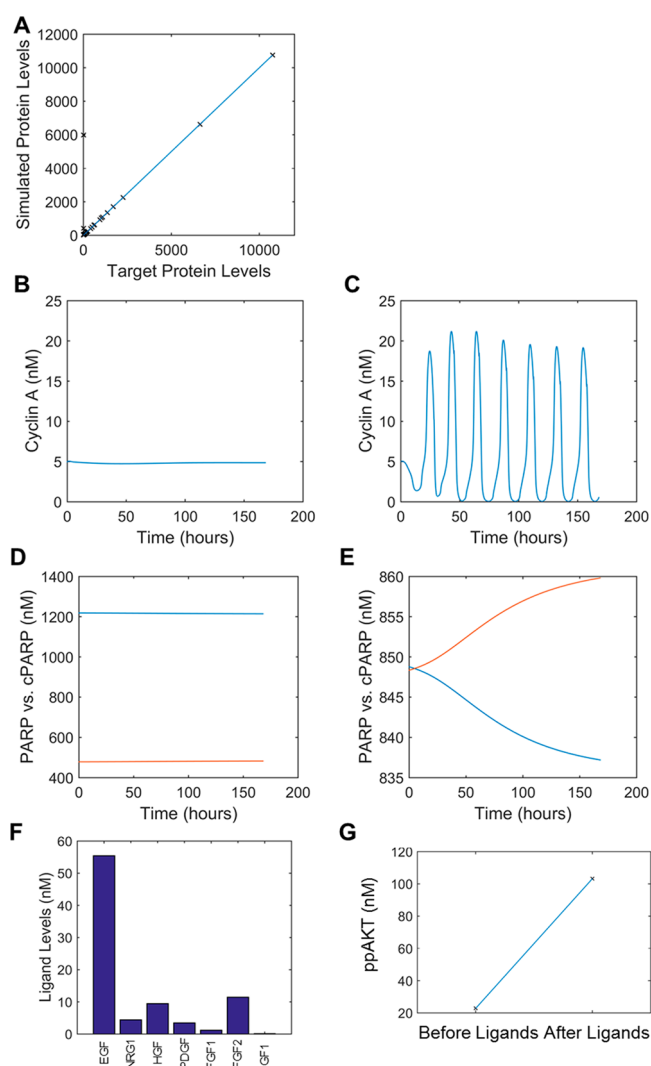 A
Simulated Protein Levels
12000
10000
8000
6000
4000
2000
0
0 5000 10000
Target Protein Levels
B
Cyclin A (nM)
25
20
15
10
5
0
0 50 100 150 200
Time (hours)
C
Cyclin A (nM)
25
20
15
10
5
0
0 50 100 150 200
Time (hours)
D
PARP vs. cPARP (nM)
1400
1200
1000
800
600
400
0 50 100 150 200
Time (hours)
E
PARP vs. cPARP (nM)
860
855
850
845
840
835
0 50 100 150 200
Time (hours)
F
Ligand Levels (nM)
60
50
40
30
20
10
0
EGF
NRG1
HGF
PDGF
FGF1
FGF2
GF1
G
ppAKT (nM)
120
100
80
60
40
20
Before Ligands After Ligands